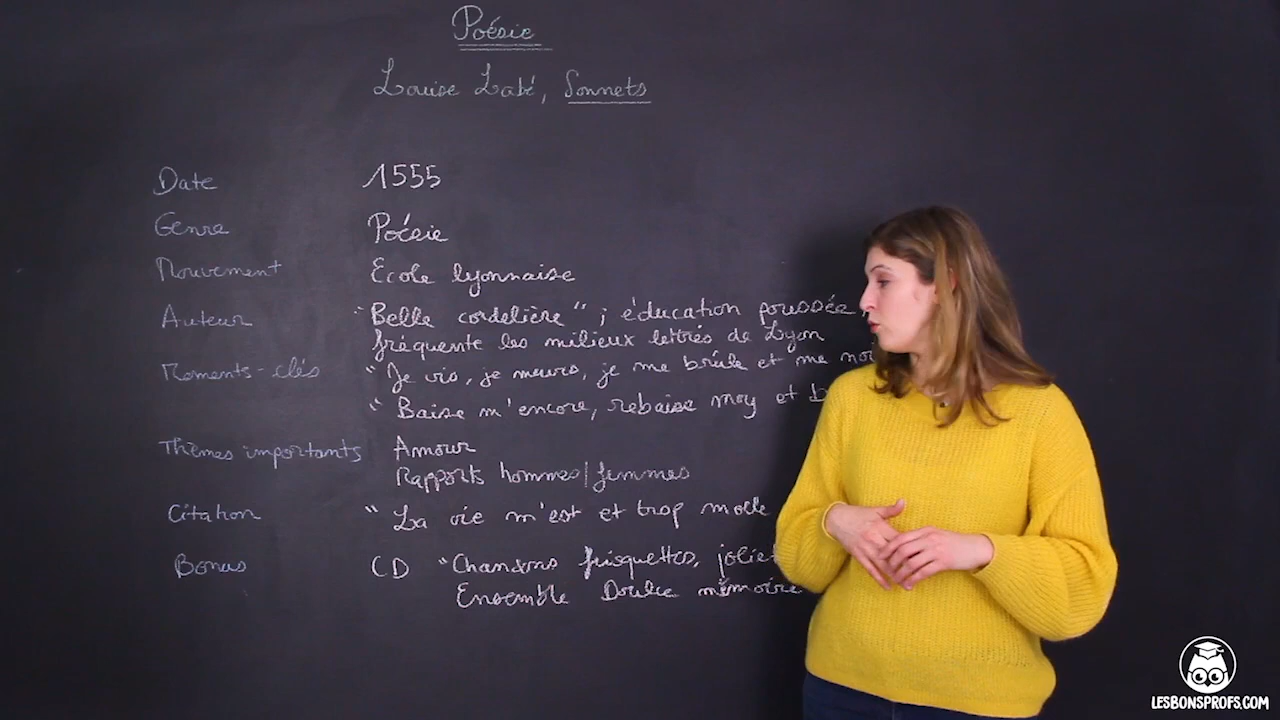 Poésie
Louise Labé, Sonnets
Date 1555
Genre Poésie
Mouvement Ecole lyonnaise
Auteur "Belle cordelière" ; éducation poussée
fréquente les milieux lettrés de Lyon
Moments-clés "Je vis, je meurs, je me brûle et me
"Baise m'encore, rebaise moy et
Thèmes importants Amour
Rapports hommes/femmes
Citation "La vie m'est et trop molle
Bonus CD "Chansons frisquettes,
Ensemble Doulce mémoire
LESBONSPROFS.COM